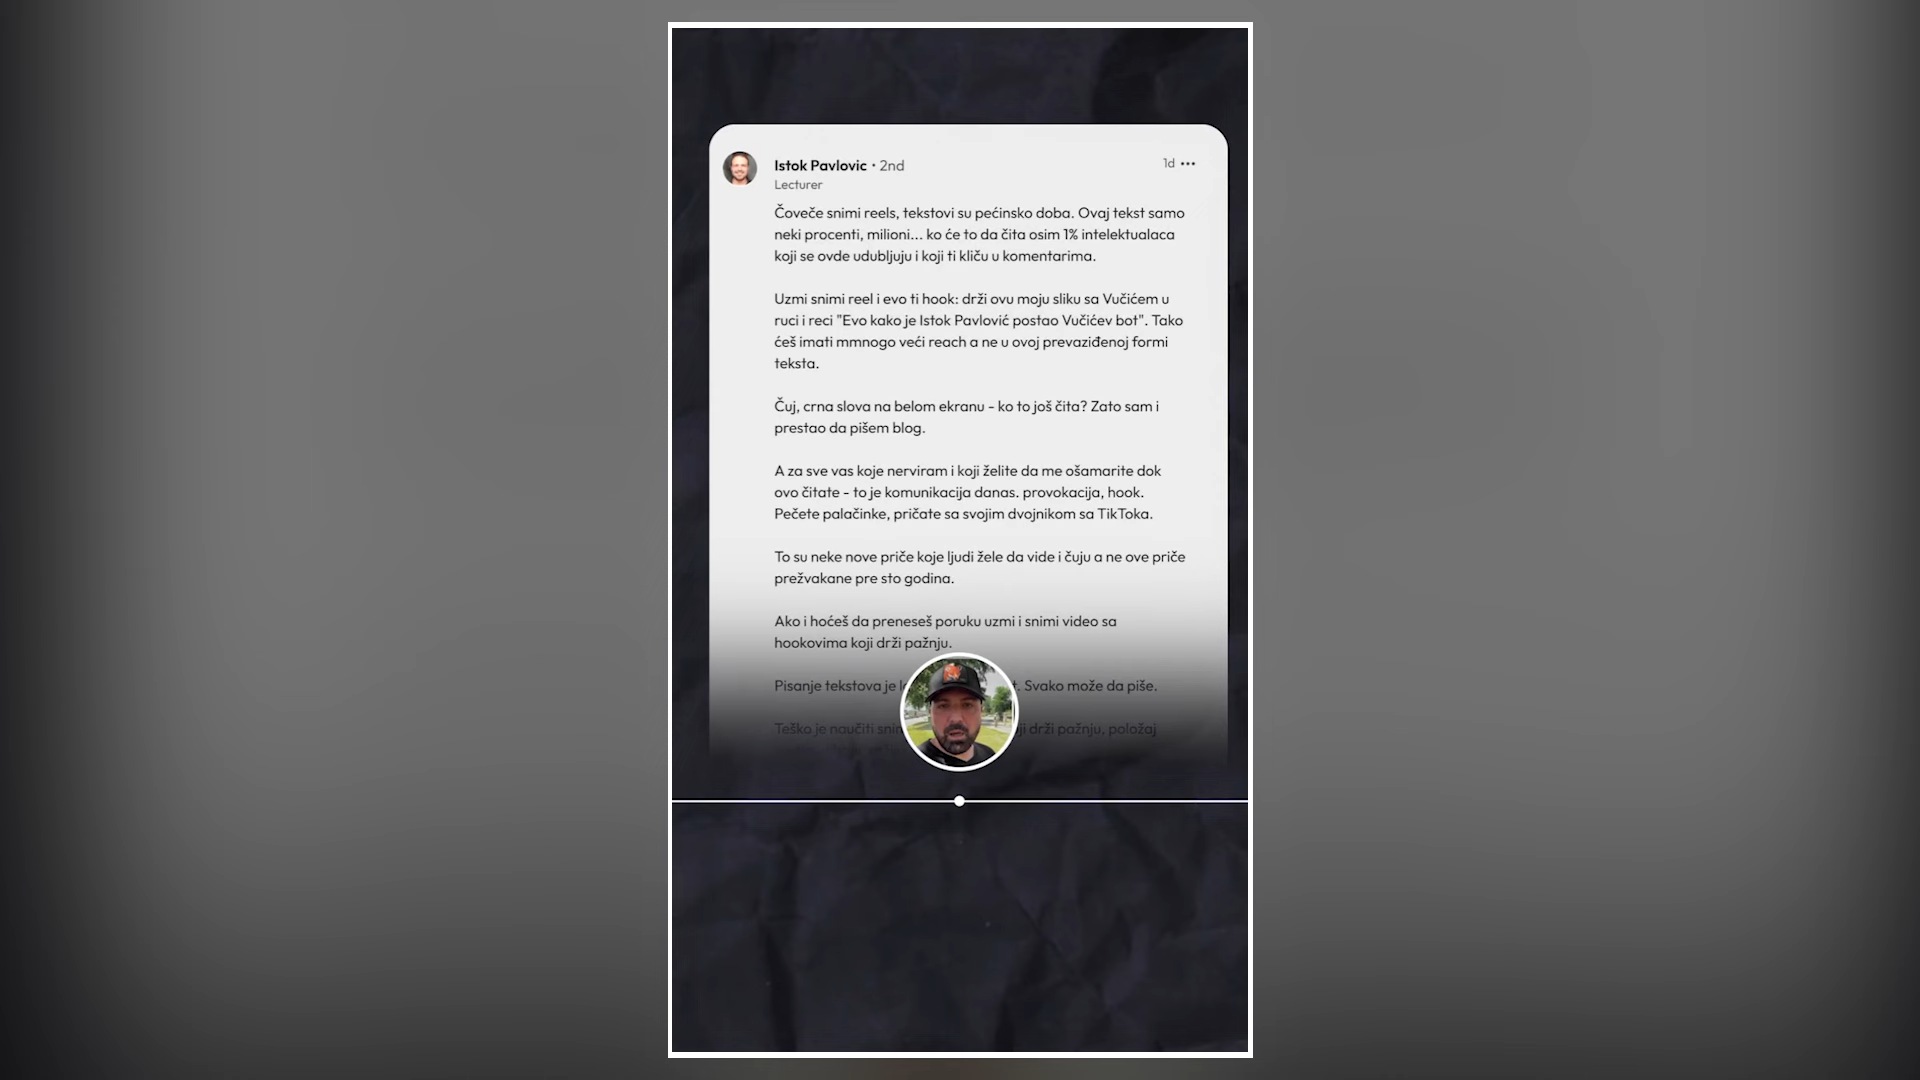 Istok Pavlovic • 2nd
1d •••
Lecturer
Čoveče snimi reels, tekstovi su pećinsko doba. Ovaj tekst samo
neki procenti, milioni... ko će to da čita osim 1% intelektualaca
koji se ovde udubljuju i koji ti kliču u komentarima.
Uzmi snimi reel i evo ti hook: drži ovu moju sliku sa Vučićem u
ruci i reci "Evo kako je Istok Pavlović postao Vučićev bot". Tako
ćeš imati mmnogo veći reach a ne u ovoj prevaziđenoj formi
teksta.
Čuj, crna slova na belom ekranu - ko to još čita? Zato sam i
prestao da pišem blog.
A za sve vas koje nerviram i koji želite da me ošamarite dok
ovo čitate - to je komunikacija danas. provokacija, hook.
Pečete palačinke, pričate sa svojim dvojnikom sa TikToka.
To su neke nove priče koje ljudi žele da vide i čuju a ne ove priče
prežvakane pre sto godina.
Ako i hoćeš da preneseš poruku uzmi i snimi video sa
hookovima koji drži pažnju.
Pisanje tekstova je Svako može da piše.
Teško je naučiti drži pažnju, položaj